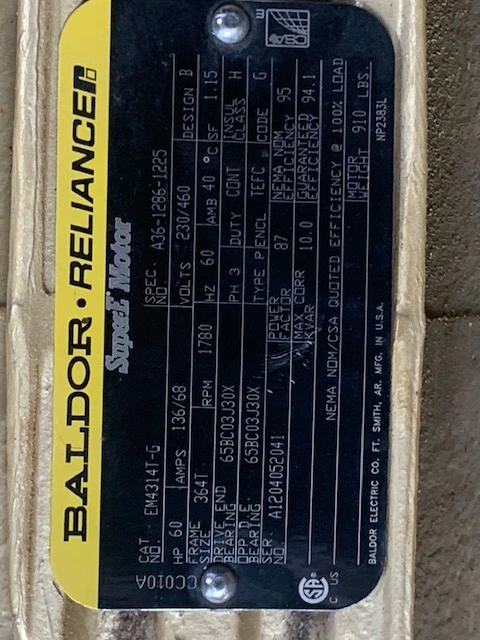 BALDOR · RELIANCE
Super-E Motor
CAT. NO. EM4314T-G SPEC. NO. A36-1286-1225
HP 60 AMPS 136/68 VOLTS 230/460 DESIGN B
FRAME SIZE 364T RPM 1780 HZ 60 AMB 40 °C SF 1.15
DRIVE END BEARING 65BC03J30X PH 3 DUTY CONT INSUL CLASS H
OPP D.E. BEARING 65BC03J30X TYPE P ENCL TEFC CODE G
SER. NO. A1204052041 POWER FACTOR 87 NEMA NOM EFFICIENCY 95
MAX CORR KVAR 10.0 GUARANTEED EFFICIENCY 94.1
NEMA NOM/CSA QUOTED EFFICIENCY @ 100% LOAD
MOTOR WEIGHT 910 LBS.
BALDOR ELECTRIC CO. FT. SMITH, AR. MFG. IN U.S.A.
NP2383L
CC010A
C US